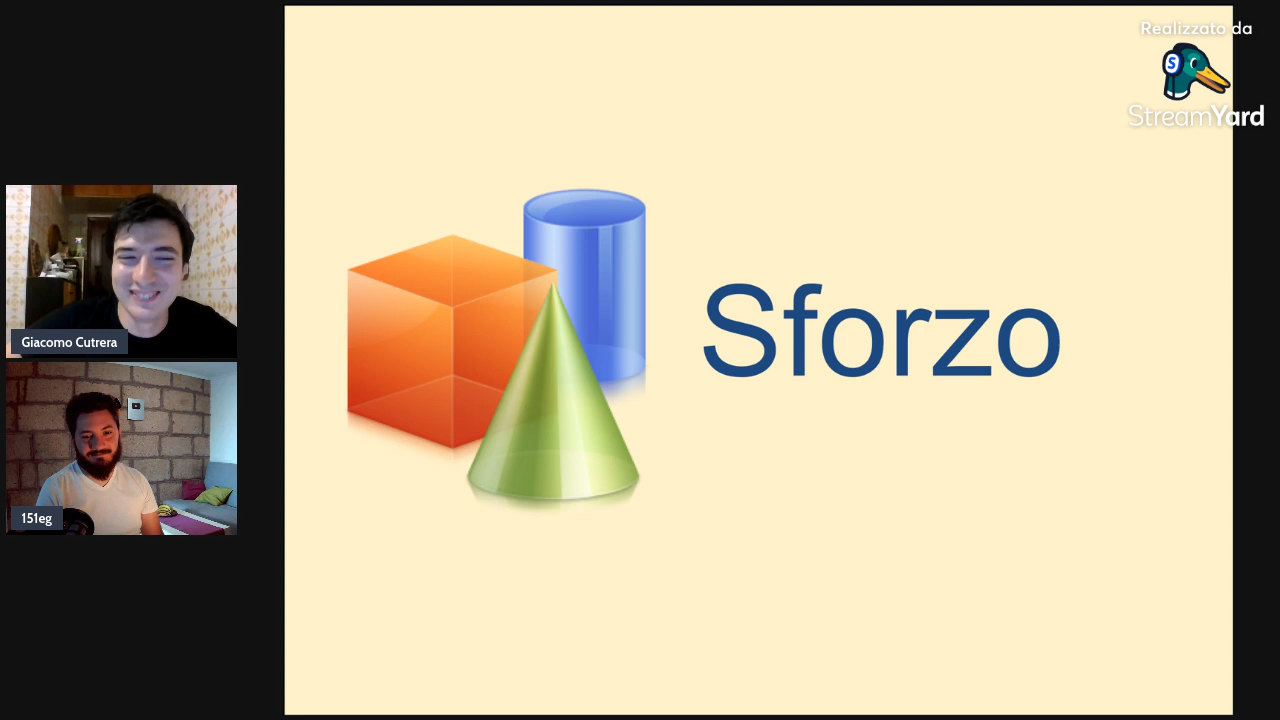 Realizzato da
S
StreamYard
Giacomo Cutrera
Sforzo
151eg